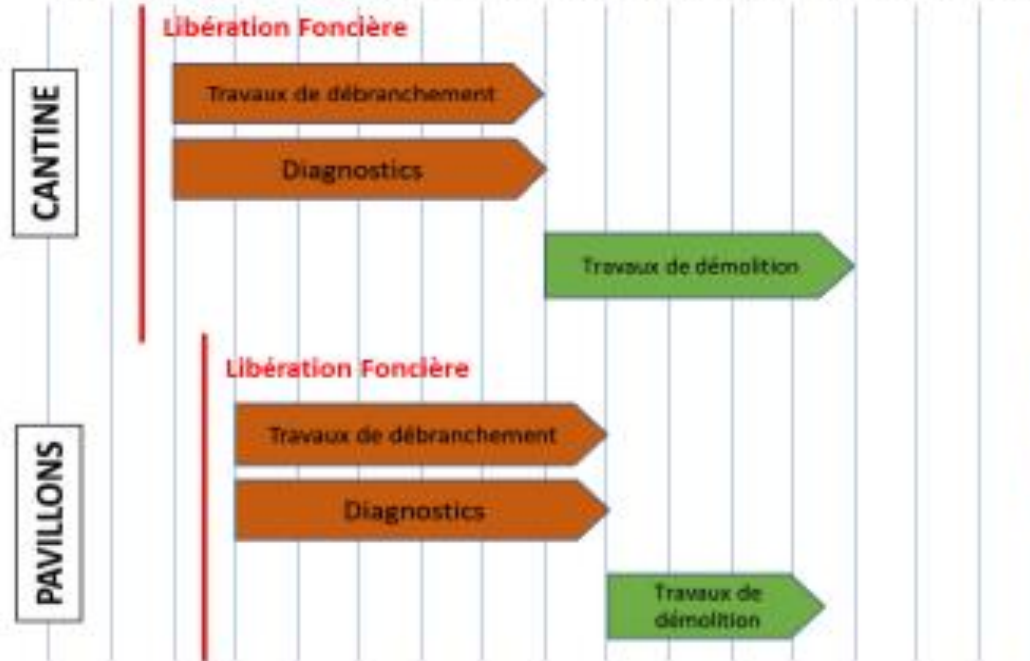 CANTINE
Libération Foncière
Travaux de débranchement
Diagnostics
Travaux de démolition
PAVILLONS
Libération Foncière
Travaux de débranchement
Diagnostics
Travaux de
démolition